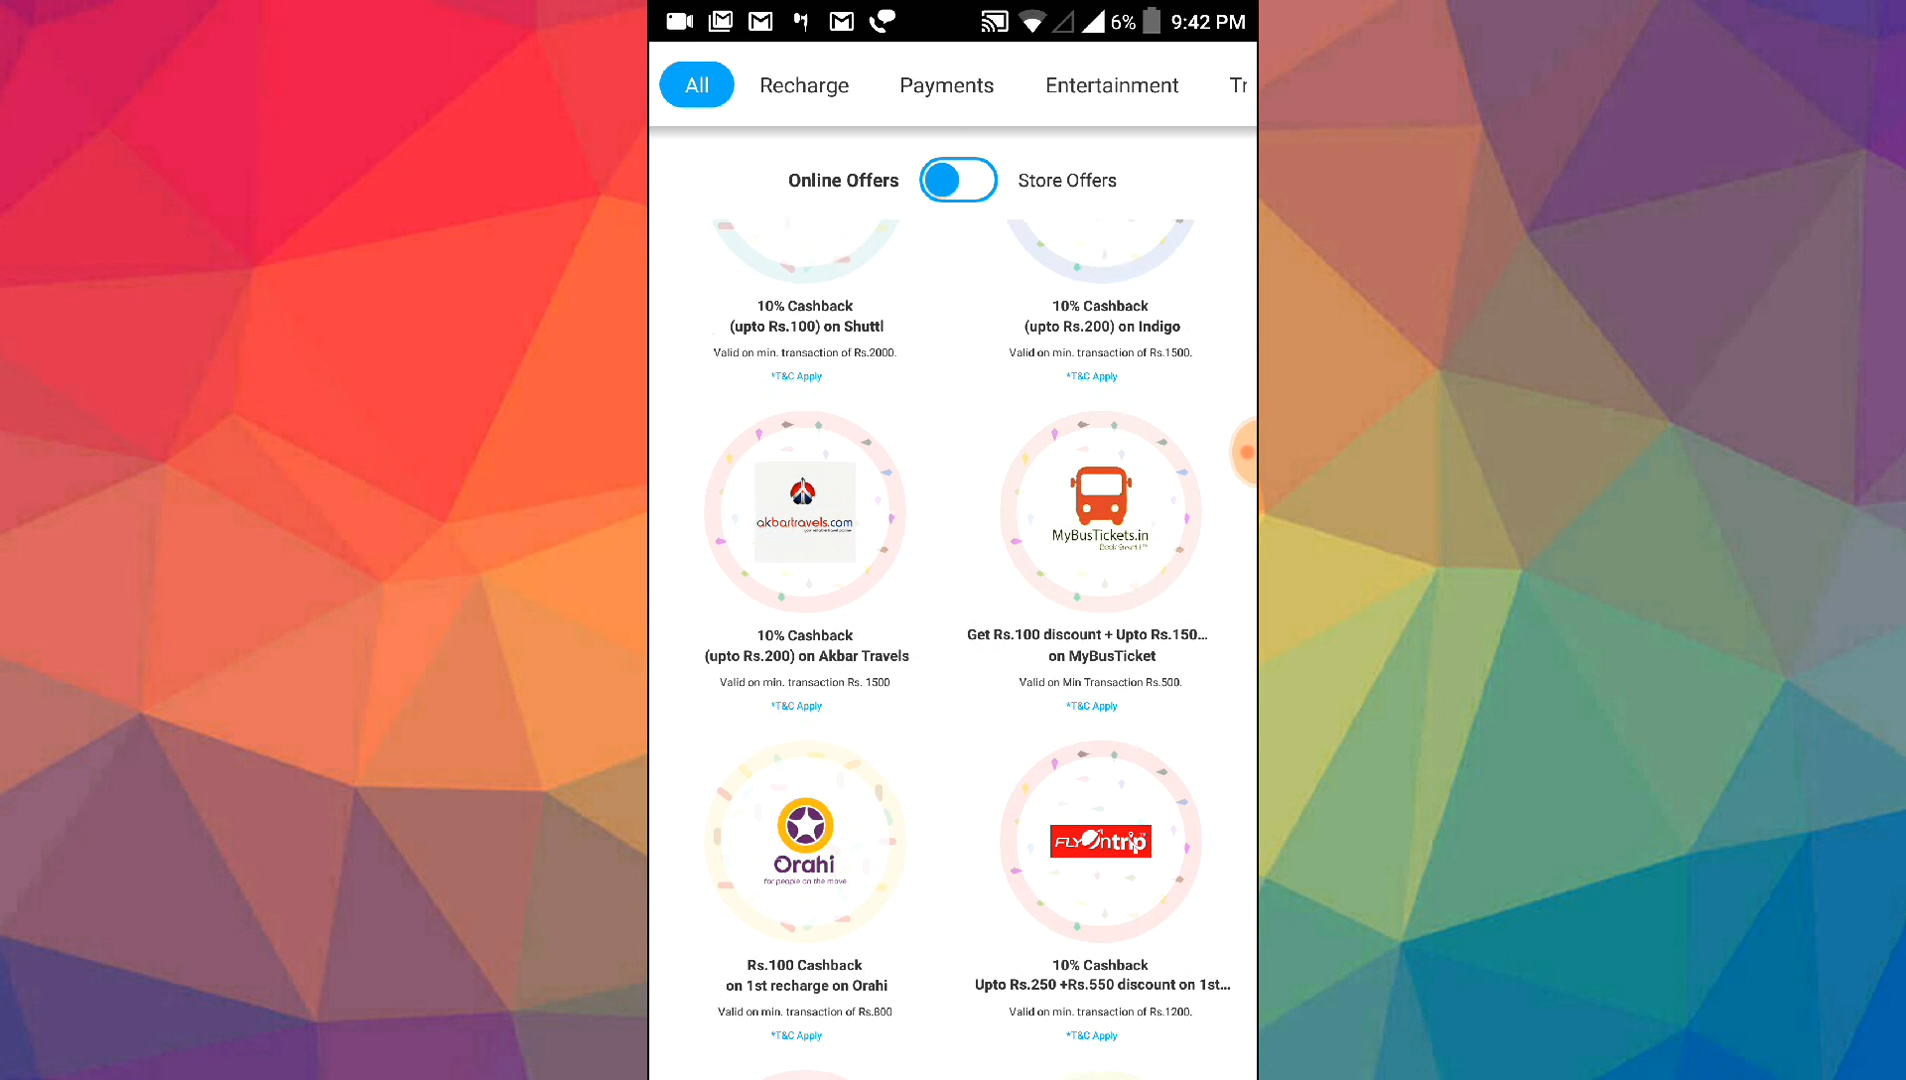 6% 9:42 PM
All Recharge Payments Entertainment Tr
Online Offers Store Offers
10% Cashback
(upto Rs.100) on Shuttl
Valid on min. transaction of Rs.2000.
*T&C Apply
10% Cashback
(upto Rs.200) on Indigo
Valid on min. transaction of Rs.1500.
*T&C Apply
akbartravels.com
10% Cashback
(upto Rs.200) on Akbar Travels
Valid on min. transaction Rs. 1500
*T&C Apply
MyBusTickets.in
Get Rs.100 discount + Upto Rs.150...
on MyBusTicket
Valid on Min Transaction Rs.500.
*T&C Apply
Orahi
for people on the move
Rs.100 Cashback
on 1st recharge on Orahi
Valid on min. transaction of Rs.800
*T&C Apply
FLYOntrip
10% Cashback
Upto Rs.250 +Rs.550 discount on 1st...
Valid on min. transaction of Rs.1200.
*T&C Apply